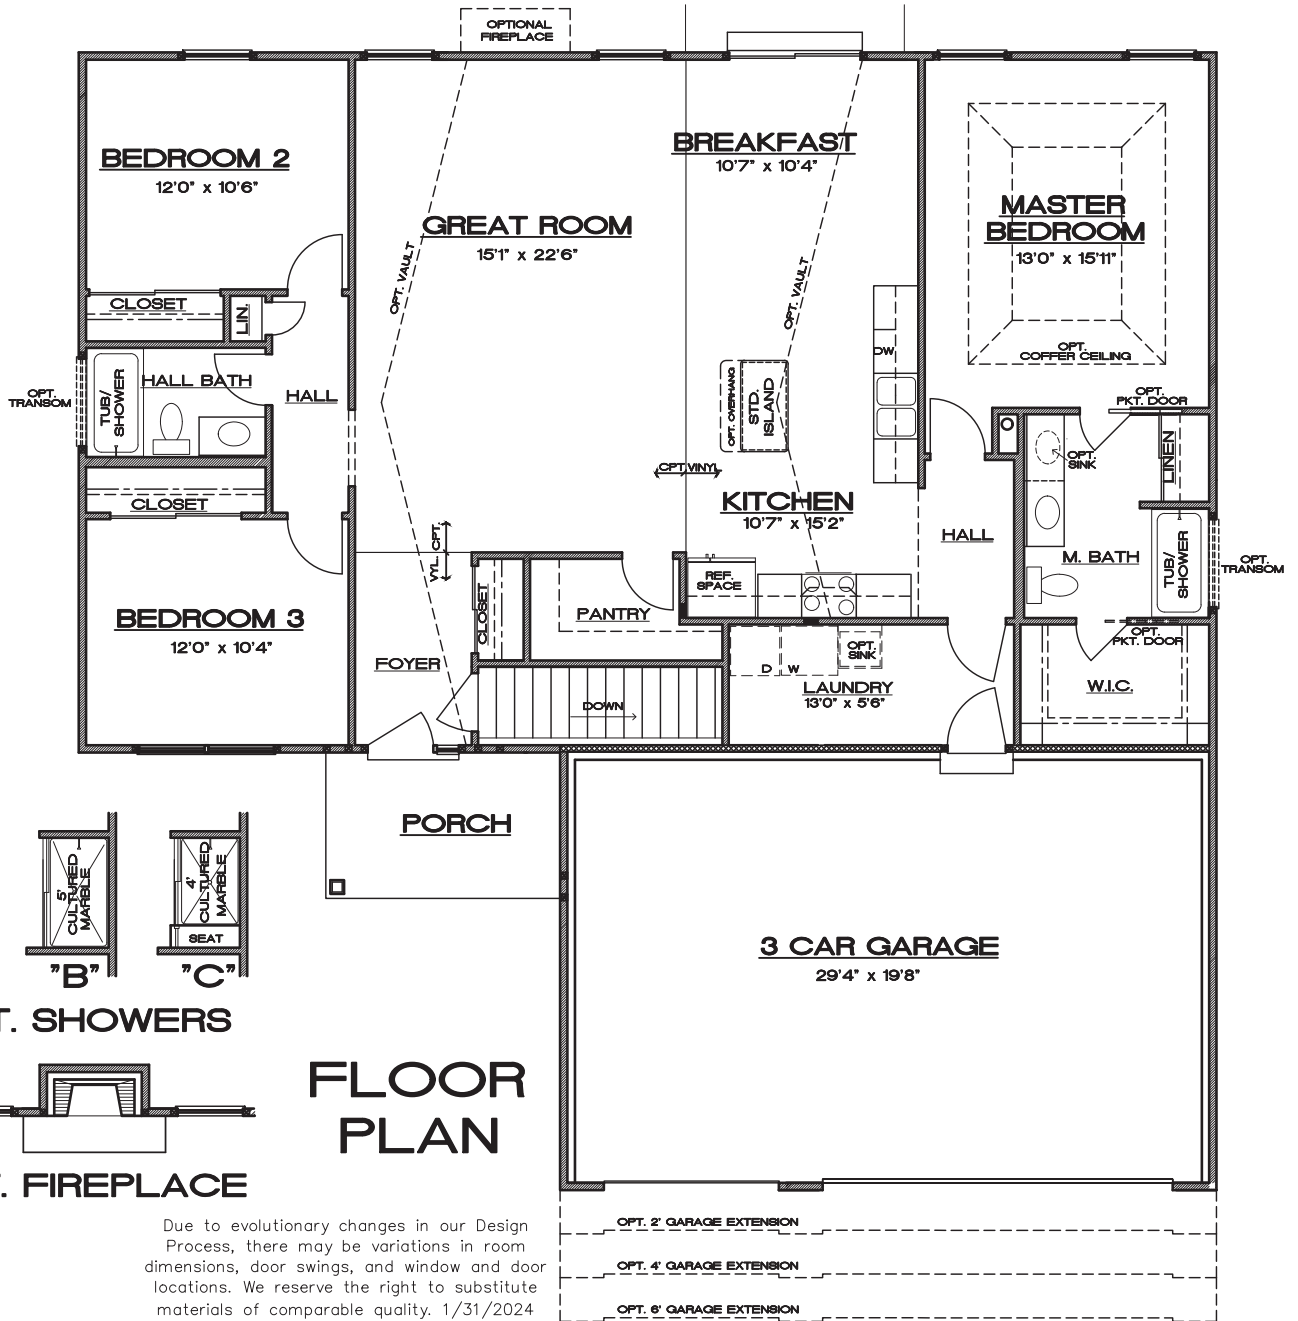 OPTIONAL
FIREPLACE
BEDROOM 2
12'0" x 10'6"
BREAKFAST
10'7" x 10'4"
GREAT ROOM
15'1" x 22'6"
MASTER
BEDROOM
13'0" x 15'11"
OPT. VAULT
OPT. VAULT
CLOSET
LIN.
OPT.
COFFER CEILING
DW
OPT.
TRANSOM
TUB/
SHOWER
HALL BATH
HALL
OPT. OVERHANG
STD.
ISLAND
OPT.
PKT. DOOR
OPT.
SINK
LINEN
CPT.
VINYL
CLOSET
KITCHEN
10'7" x 15'2"
HALL
VVL.
CPT.
M. BATH
TUB/
SHOWER
OPT.
TRANSOM
REF.
SPACE
BEDROOM 3
12'0" x 10'4"
CLOSET
PANTRY
FOYER
OPT.
SINK
D
W
OPT.
PKT. DOOR
LAUNDRY
13'0" x 5'6"
W.I.C.
DOWN
PORCH
5'
CULTURED
MARBLE
4'
CULTURED
MARBLE
SEAT
"B"
"C"
T. SHOWERS
3 CAR GARAGE
29'4" x 19'8"
FLOOR
PLAN
. FIREPLACE
OPT. 2' GARAGE EXTENSION
OPT. 4' GARAGE EXTENSION
OPT. 6' GARAGE EXTENSION
Due to evolutionary changes in our Design
Process, there may be variations in room
dimensions, door swings, and window and door
locations. We reserve the right to substitute
materials of comparable quality. 1/31/2024